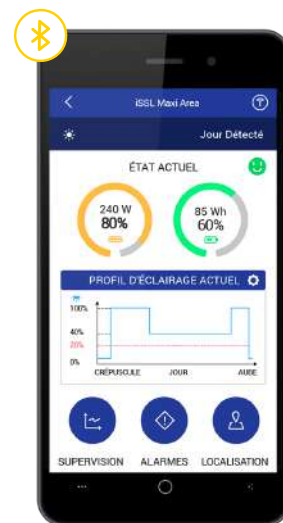 iSSL Maxi Area
Jour Détecté
ÉTAT ACTUEL
240 W
80%
85 Wh
60%
PROFIL D'ÉCLAIRAGE ACTUEL
100%
40%
20%
0%
CRÉPUSCULE JOUR AUBE
SUPERVISION ALARMES LOCALISATION